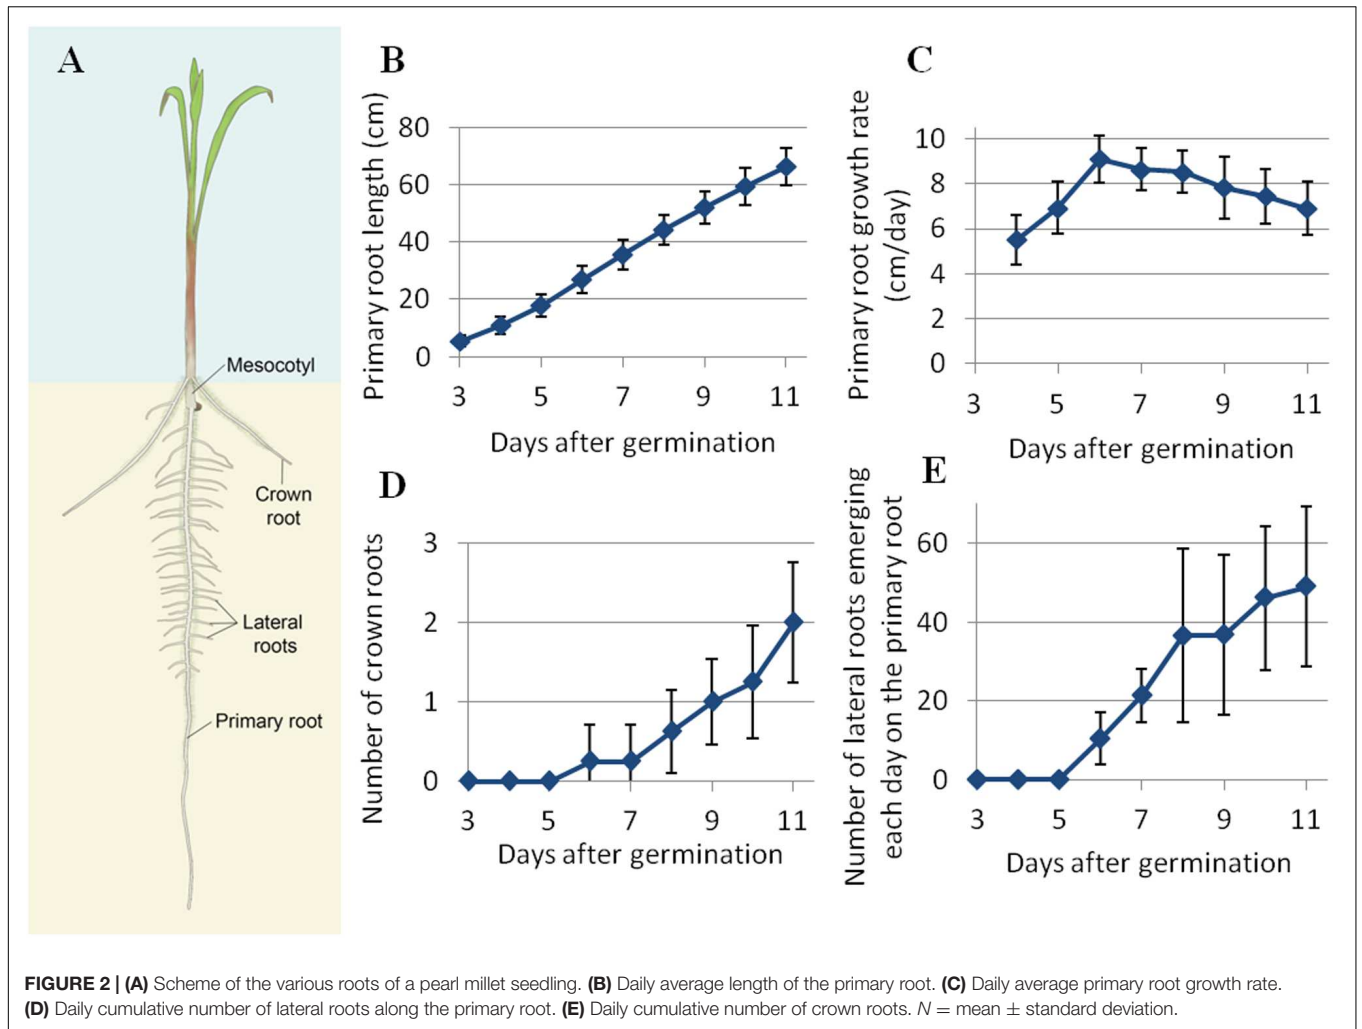 A
Mesocotyl
Crown
root
Lateral
roots
Primary root
B
Primary root length (cm)
80
60
40
20
0
3 5 7 9 11
Days after germination
C
Primary root growth rate
(cm/day)
10
8
6
4
2
0
3 5 7 9 11
Days after germination
D
Number of crown roots
3
2
1
0
3 5 7 9 11
Days after germination
E
Number of lateral roots emerging
each day on the primary root
60
40
20
0
3 5 7 9 11
Days after germination
FIGURE 2 | (A) Scheme of the various roots of a pearl millet seedling. (B) Daily average length of the primary root. (C) Daily average primary root growth rate.
(D) Daily cumulative number of lateral roots along the primary root. (E) Daily cumulative number of crown roots. N = mean ± standard deviation.